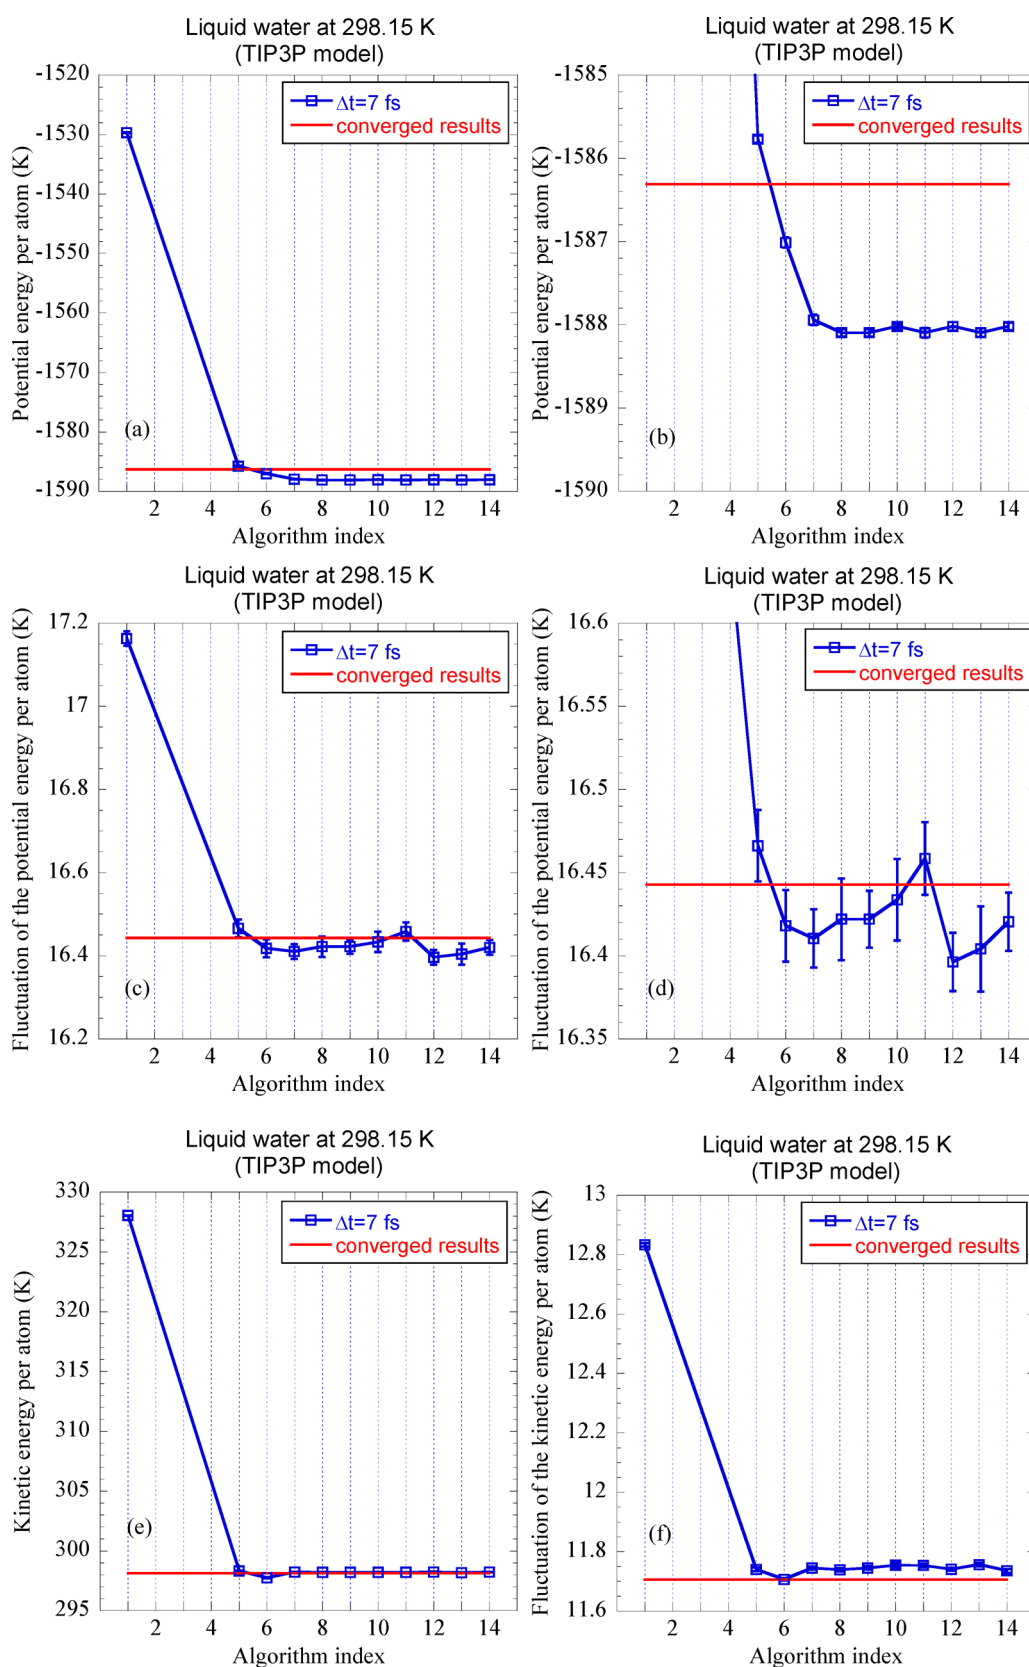 Liquid water at 298.15 K
(TIP3P model)
Potential energy per atom (K)
-1520
-1530
-1540
-1550
-1560
-1570
-1580
-1590
Δt=7 fs
converged results
(a)
2 4 6 8 10 12 14
Algorithm index
Liquid water at 298.15 K
(TIP3P model)
Potential energy per atom (K)
-1585
-1586
-1587
-1588
-1589
-1590
Δt=7 fs
converged results
(b)
2 4 6 8 10 12 14
Algorithm index
Liquid water at 298.15 K
(TIP3P model)
Fluctuation of the potential energy per atom (K)
17.2
17
16.8
16.6
16.4
16.2
Δt=7 fs
converged results
(c)
2 4 6 8 10 12 14
Algorithm index
Liquid water at 298.15 K
(TIP3P model)
Fluctuation of the potential energy per atom (K)
16.6
16.55
16.5
16.45
16.4
16.35
Δt=7 fs
converged results
(d)
2 4 6 8 10 12 14
Algorithm index
Liquid water at 298.15 K
(TIP3P model)
Kinetic energy per atom (K)
330
325
320
315
310
305
300
295
Δt=7 fs
converged results
(e)
2 4 6 8 10 12 14
Algorithm index
Liquid water at 298.15 K
(TIP3P model)
Fluctuation of the kinetic energy per atom (K)
13
12.8
12.6
12.4
12.2
12
11.8
11.6
Δt=7 fs
converged results
(f)
2 4 6 8 10 12 14
Algorithm index